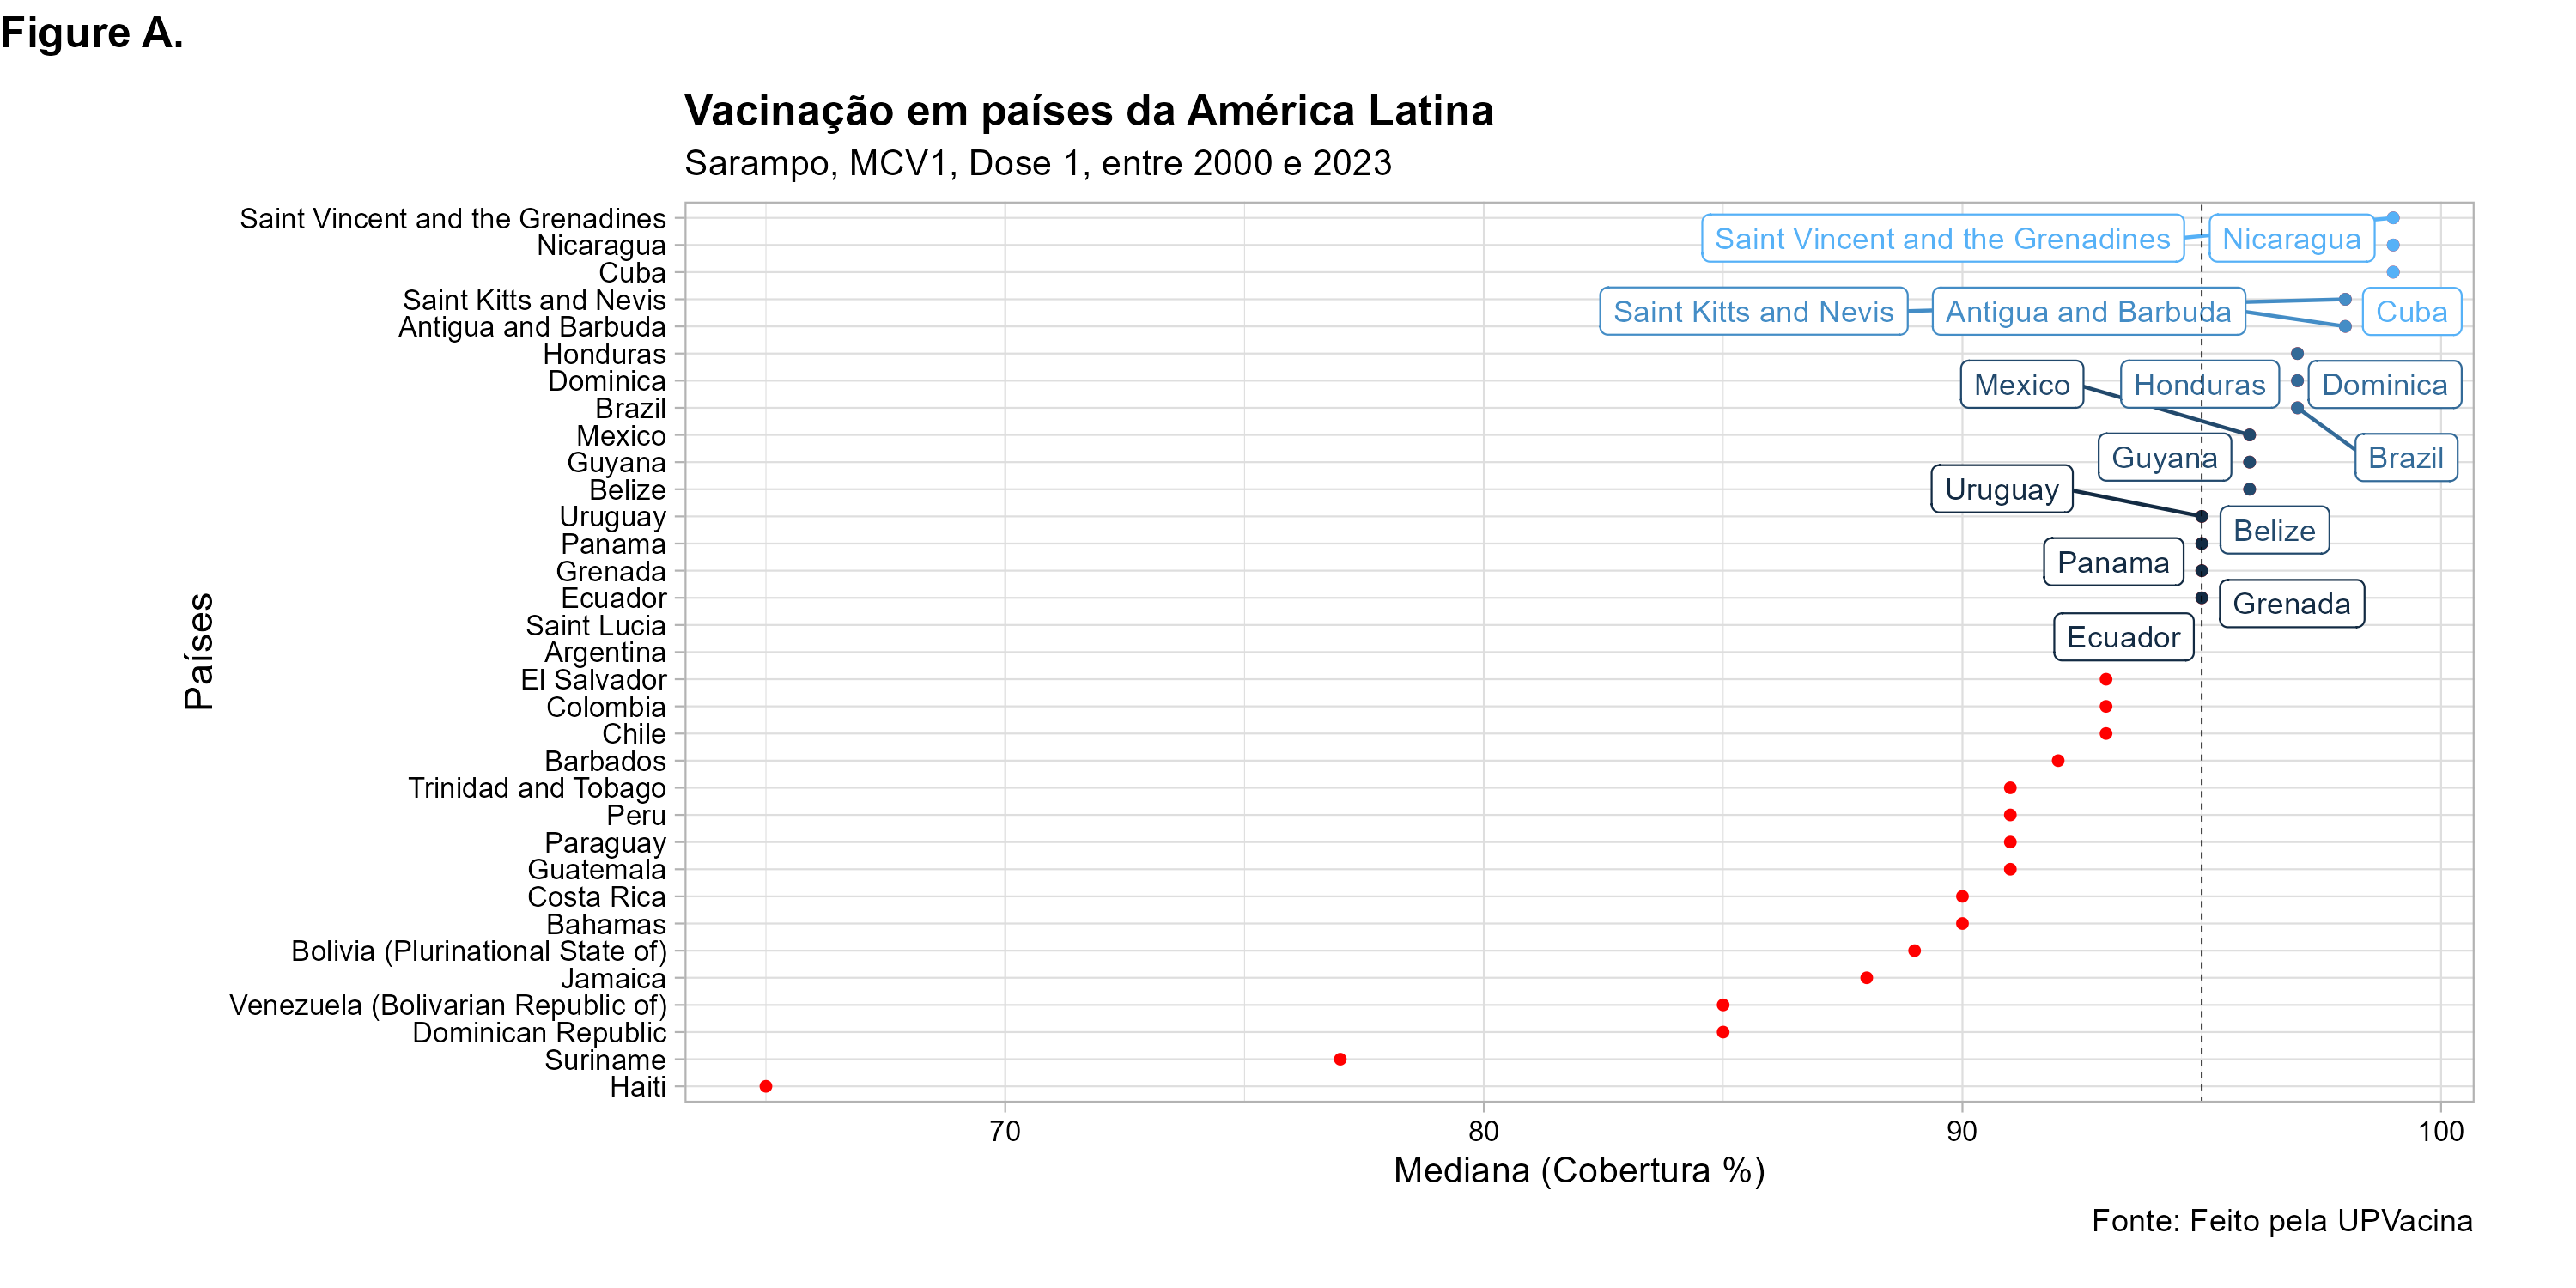 Figure A.
Vacinação em países da América Latina
Sarampo, MCV1, Dose 1, entre 2000 e 2023
Saint Vincent and the Grenadines
Nicaragua
Cuba
Saint Kitts and Nevis
Antigua and Barbuda
Honduras
Dominica
Brazil
Mexico
Guyana
Belize
Uruguay
Panama
Grenada
Ecuador
Saint Lucia
Argentina
El Salvador
Colombia
Chile
Barbados
Trinidad and Tobago
Peru
Paraguay
Guatemala
Costa Rica
Bahamas
Bolivia (Plurinational State of)
Jamaica
Venezuela (Bolivarian Republic of)
Dominican Republic
Suriname
Haiti
Países
Saint Vincent and the Grenadines
Nicaragua
Saint Kitts and Nevis
Antigua and Barbuda
Cuba
Mexico
Honduras
Dominica
Guyana
Brazil
Uruguay
Belize
Panama
Grenada
Ecuador
70
80
90
100
Mediana (Cobertura %)
Fonte: Feito pela UPVacina